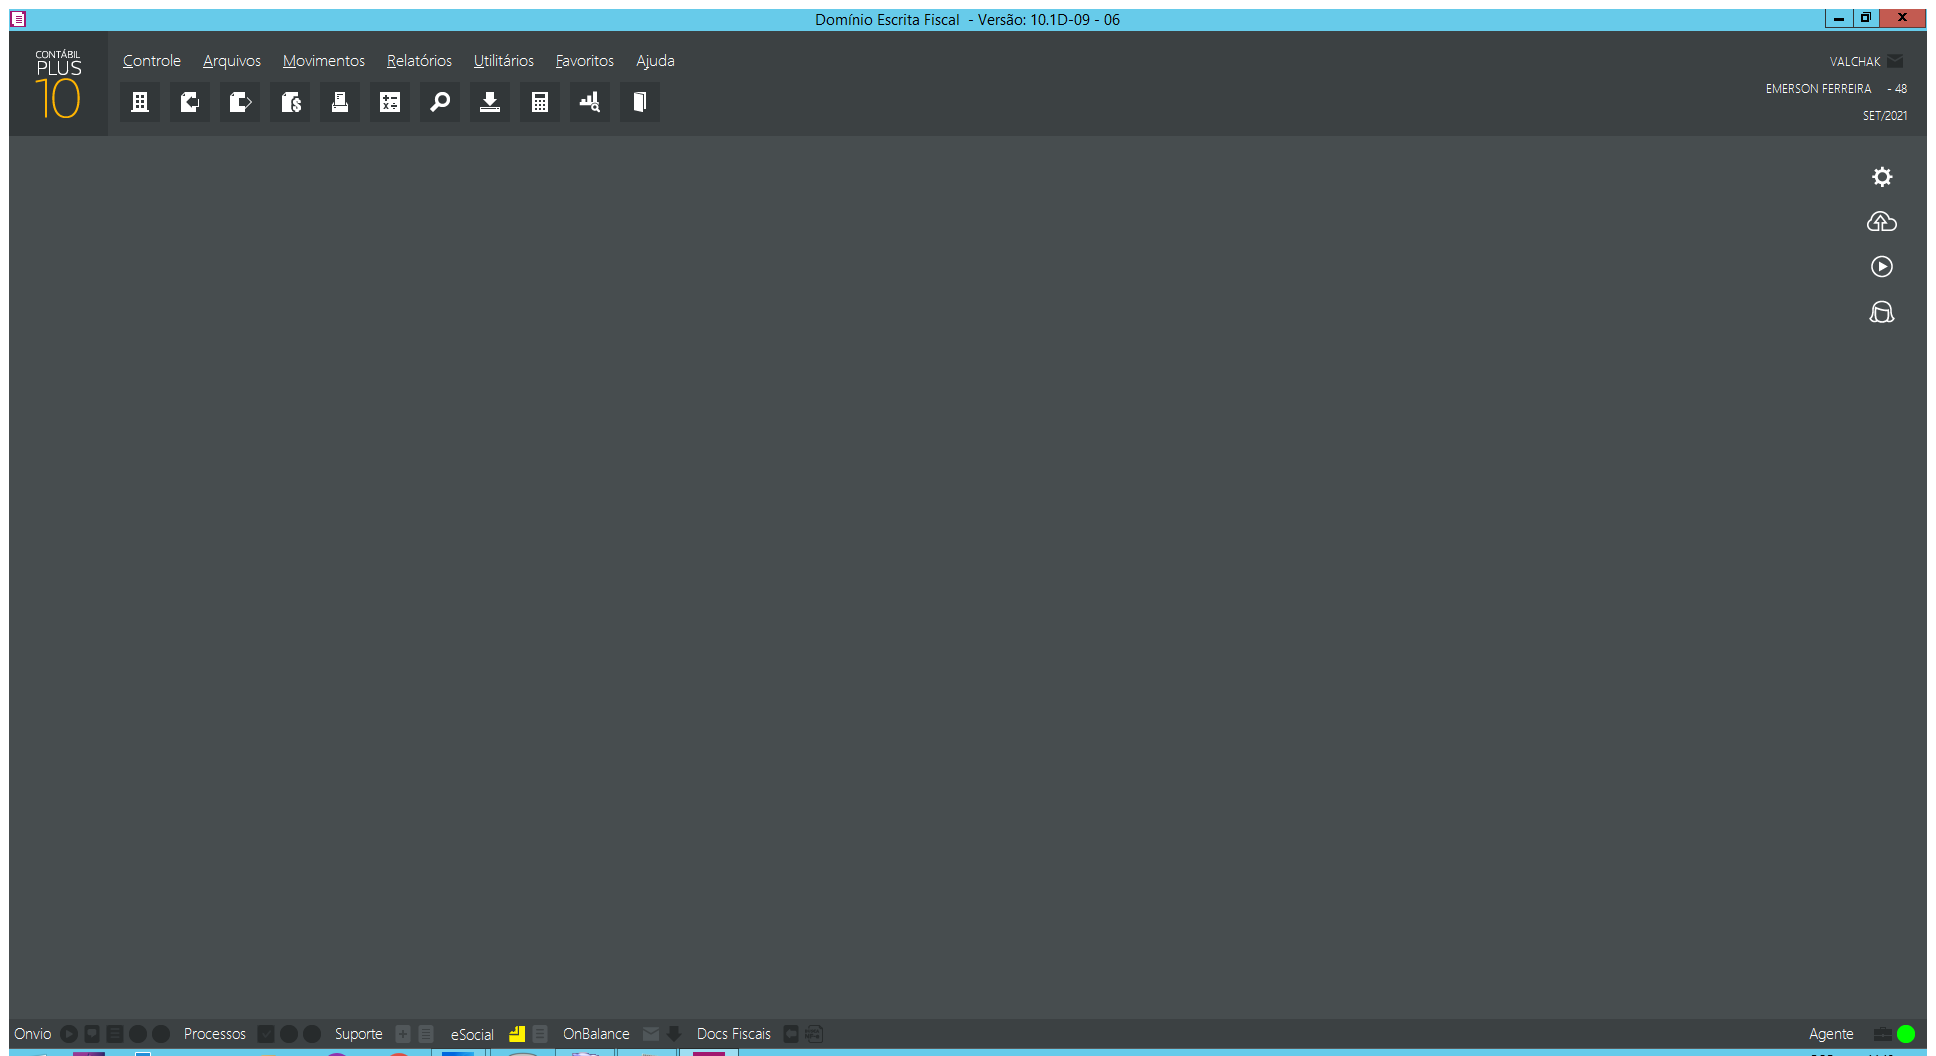 Domínio Escrita Fiscal - Versão: 10.1D-09 - 06
CONTÁBIL
PLUS
10
Controle Arquivos Movimentos Relatórios Utilitários Favoritos Ajuda
VALCHAK
EMERSON FERREIRA - 48
SET/2021
Onvio Processos Suporte eSocial OnBalance Docs Fiscais Agente